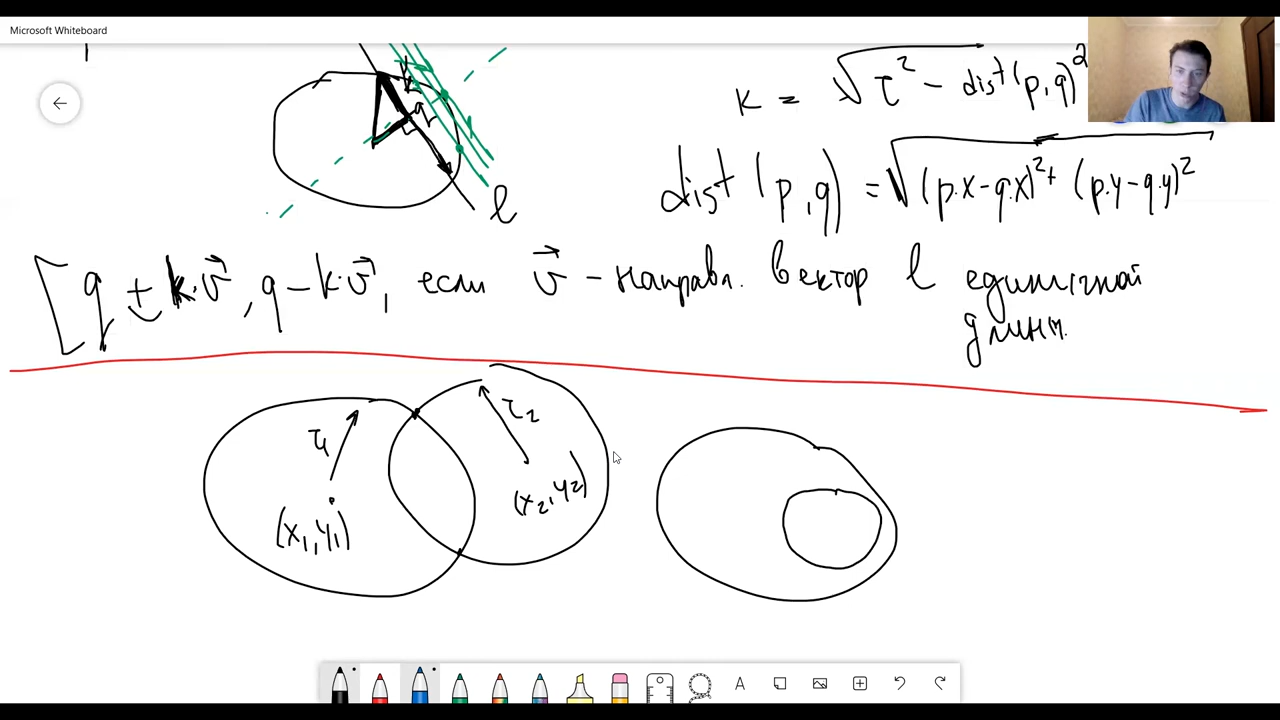 Microsoft Whiteboard
k = √(r² − dist(p,q)²
q
l
dist(p,q) = √((p.x−q.x)²+ (p.y−q.y)²
[ q + k·v⃗, q − k·v⃗, если v⃗ – направл. вектор l единичной
длины.
r₁
r₂
(x₁,y₁)
(x₂,y₂)
A